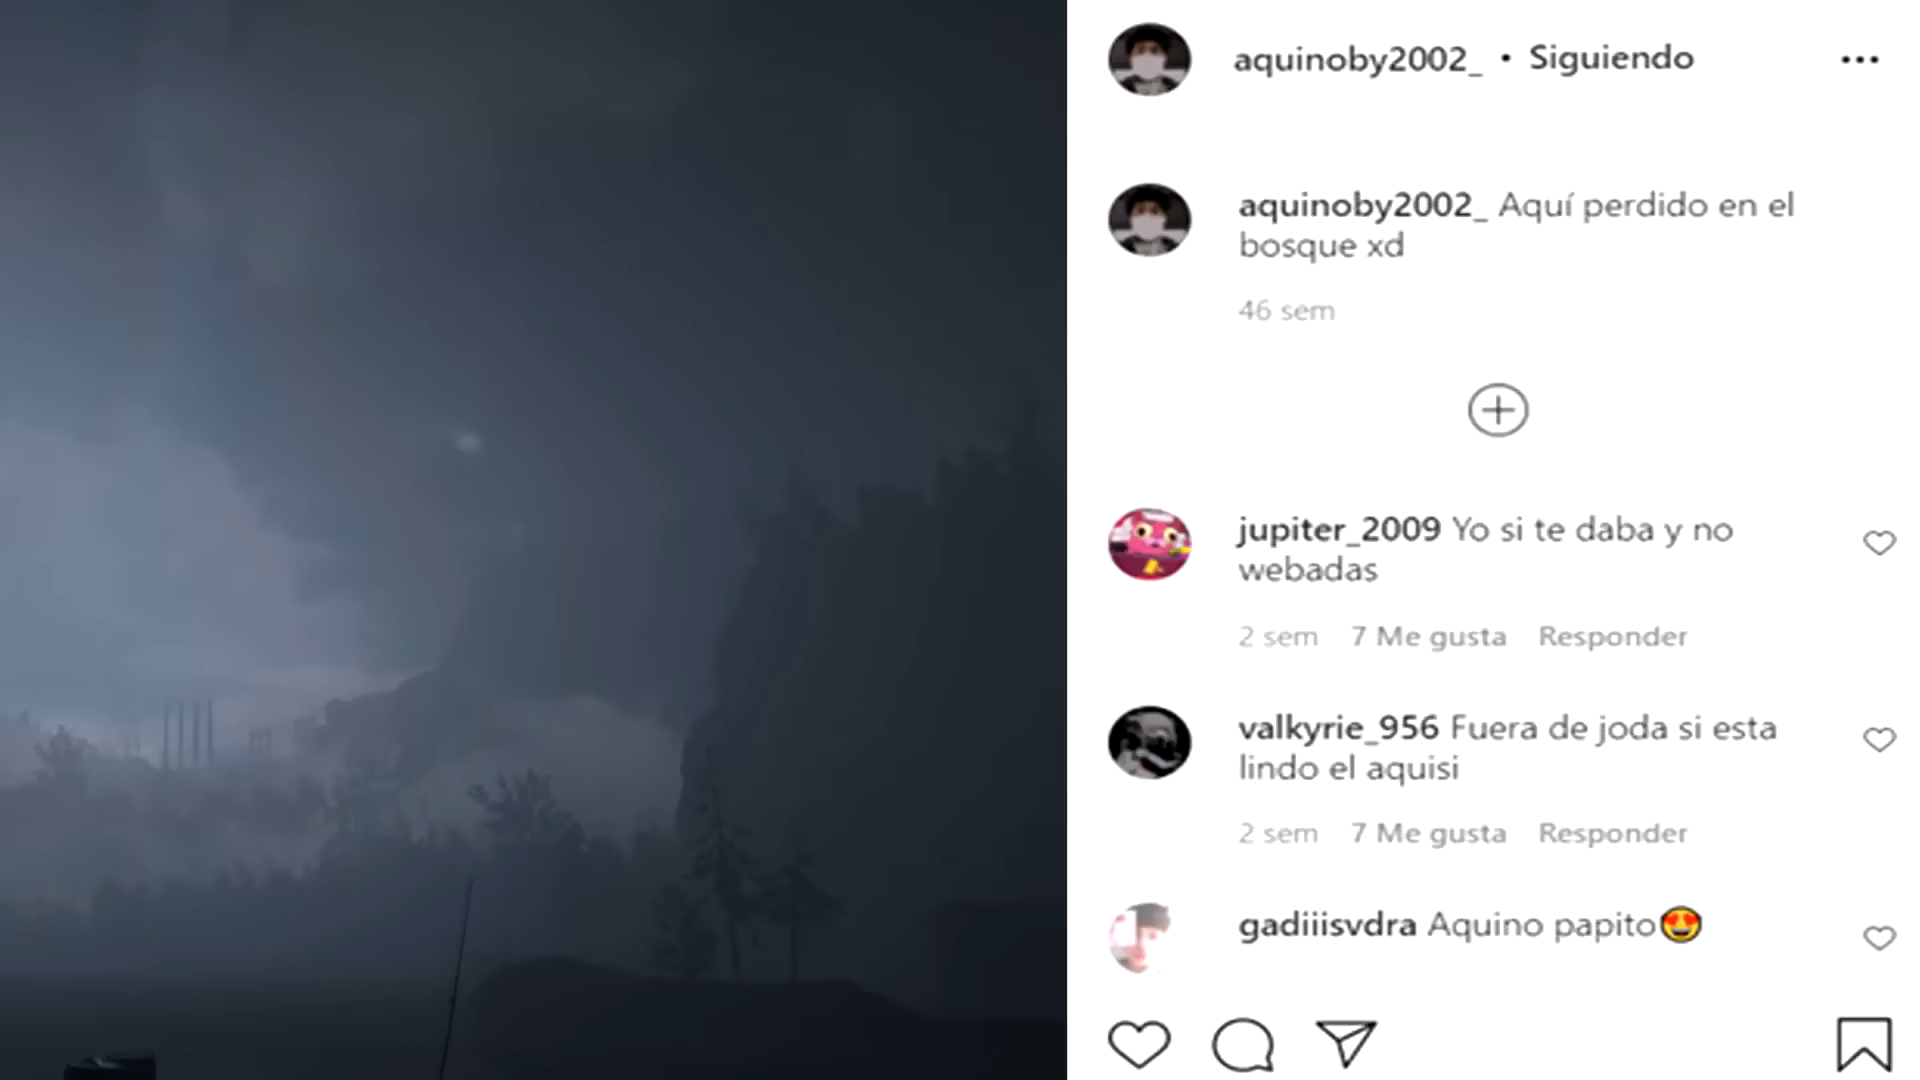 aquinoby2002_ • Siguiendo
aquinoby2002_ Aquí perdido en el
bosque xd
46 sem
jupiter_2009 Yo si te daba y no
webadas
2 sem 7 Me gusta Responder
valkyrie_956 Fuera de joda si esta
lindo el aquisi
2 sem 7 Me gusta Responder
gadiiisvdra Aquino papito😍